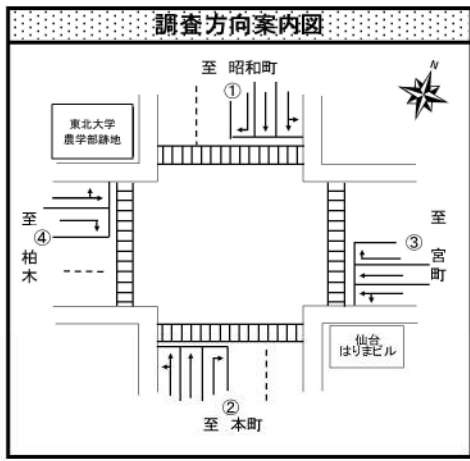 調査方向案内図
至 昭和町
①
N
東北大学
農学部跡地
至
柏
木
④
③
至
宮
町
仙台
はりまビル
②
至 本町